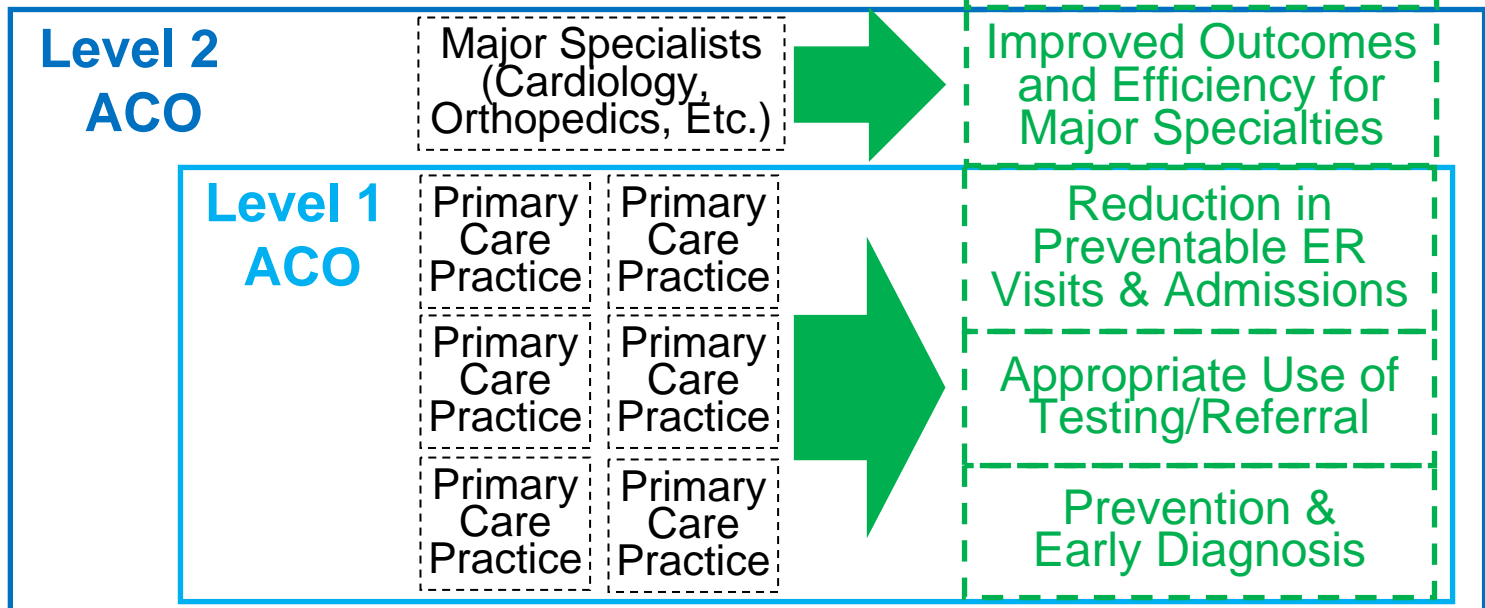 Level 2
ACO
Major Specialists
(Cardiology,
Orthopedics, Etc.)
Improved Outcomes
and Efficiency for
Major Specialties
Level 1
ACO
Primary
Care
Practice
Primary
Care
Practice
Primary
Care
Practice
Primary
Care
Practice
Primary
Care
Practice
Primary
Care
Practice
Reduction in
Preventable ER
Visits & Admissions
Appropriate Use of
Testing/Referral
Prevention &
Early Diagnosis